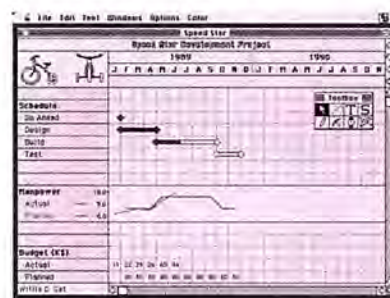 File Edit Text Windows Options Color
Speed Star
Speed Star Development Project
1989 1990
J F M A M J J A S O N D J F M A M J J A S O N
Toolbox
T S
Schedule
Go Ahead
Design
Build
Test
Manpower
Actual
Planned
Budget (K$)
Actual
Planned